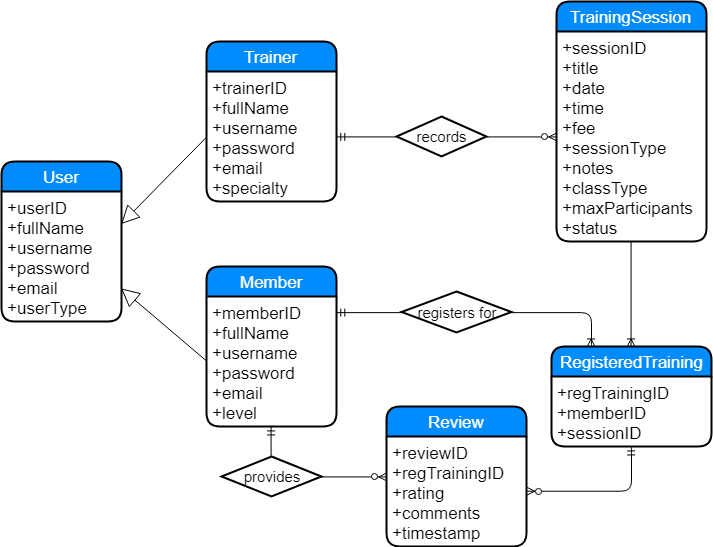 User
+userID
+fullName
+username
+password
+email
+userType
Trainer
+trainerID
+fullName
+username
+password
+email
+specialty
records
TrainingSession
+sessionID
+title
+date
+time
+fee
+sessionType
+notes
+classType
+maxParticipants
+status
Member
+memberID
+fullName
+username
+password
+email
+level
registers for
RegisteredTraining
+regTrainingID
+memberID
+sessionID
provides
Review
+reviewID
+regTrainingID
+rating
+comments
+timestamp